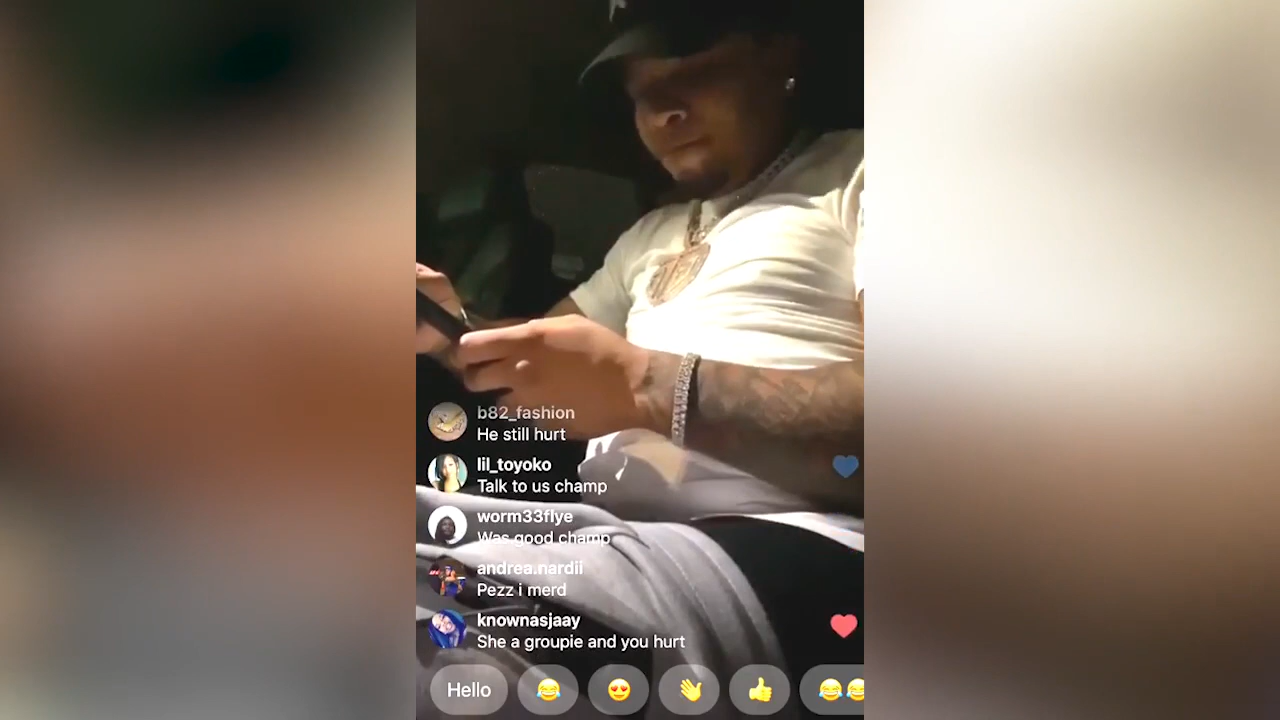 b82_fashion
He still hurt
lil_toyoko
Talk to us champ
worm33flye
Was good champ
andrea.nardii
Pezz i merd
knownasjaay
She a groupie and you hurt
Hello